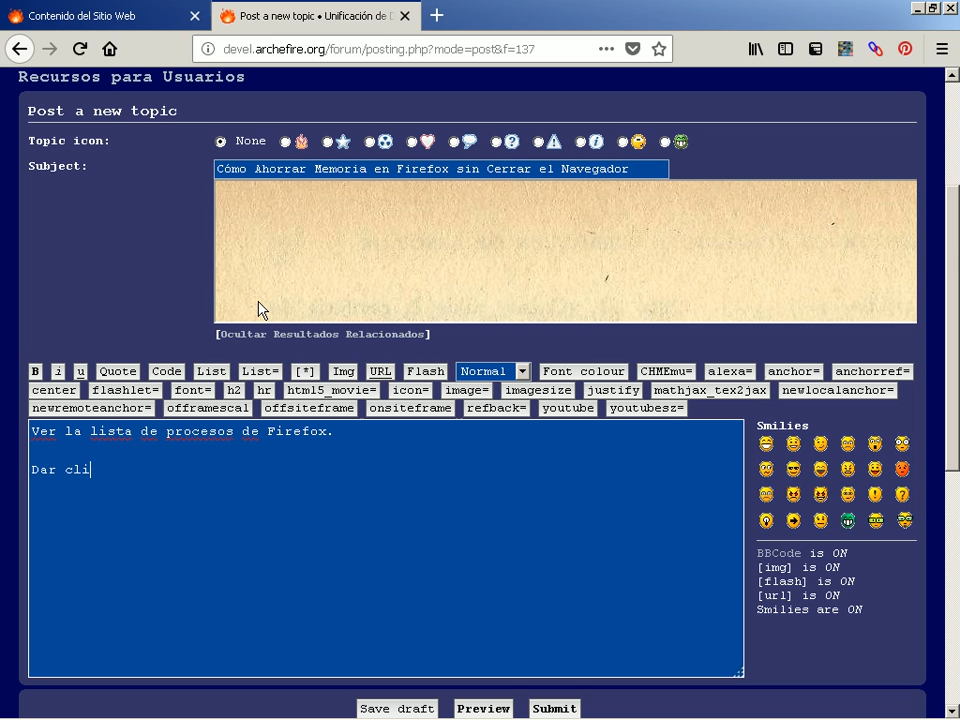 Contenido del Sitio Web
Post a new topic • Unificación de D
devel.archefire.org/forum/posting.php?mode=post&f=137
Recursos para Usuarios
Post a new topic
Topic icon:
None
Subject:
Cómo Ahorrar Memoria en Firefox sin Cerrar el Navegador
[Ocultar Resultados Relacionados]
B i u Quote Code List List= [*] Img URL Flash Normal Font colour CHMEmu= alexa= anchor= anchorref=
center flashlet= font= h2 hr html5_movie= icon= image= imagesize justify mathjax_tex2jax newlocalanchor=
newremoteanchor= offframescal offsiteframe onsiteframe refback= youtube youtubesz=
Ver la lista de procesos de Firefox.
Dar cli
Smilies
BBCode is ON
[img] is ON
[flash] is ON
[url] is ON
Smilies are ON
Save draft Preview Submit